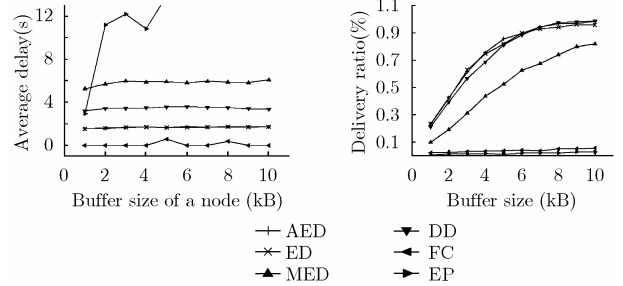 Average delay(s)
12
8
4
0
0 2 4 6 8 10
Buffer size of a node (kB)
Delivery ratio(%)
1.1
0.9
0.7
0.5
0.3
0.1
0 2 4 6 8 10
Buffer size (kB)
AED
ED
MED
DD
FC
EP